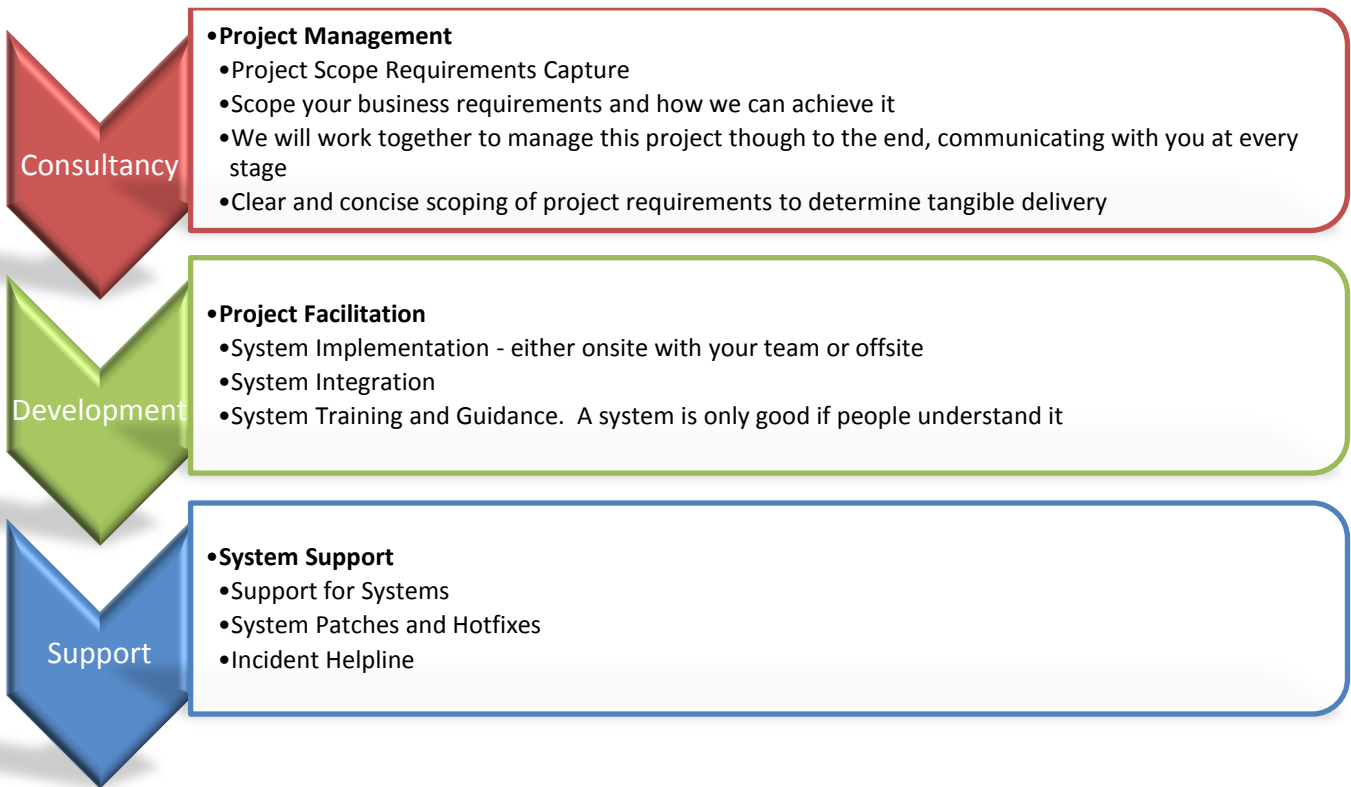 Consultancy
•Project Management
•Project Scope Requirements Capture
•Scope your business requirements and how we can achieve it
•We will work together to manage this project though to the end, communicating with you at every
stage
•Clear and concise scoping of project requirements to determine tangible delivery
Development
•Project Facilitation
•System Implementation - either onsite with your team or offsite
•System Integration
•System Training and Guidance.  A system is only good if people understand it
Support
•System Support
•Support for Systems
•System Patches and Hotfixes
•Incident Helpline